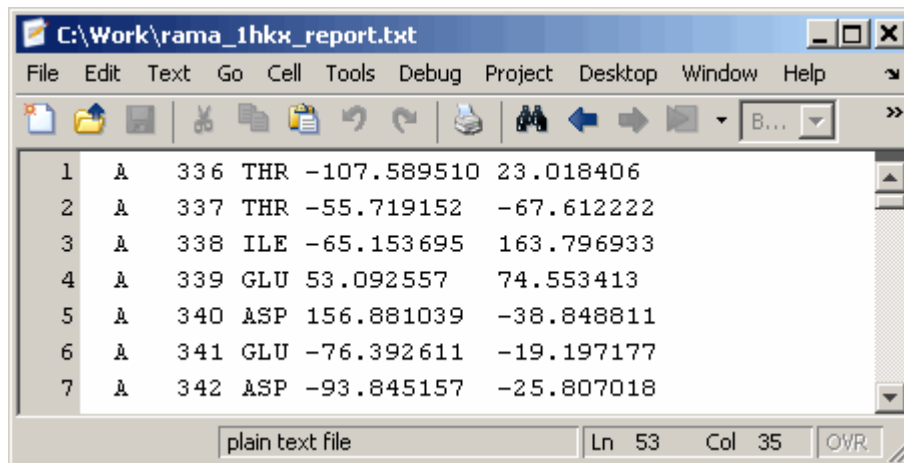 C:\Work\rama_1hkx_report.txt
File Edit Text Go Cell Tools Debug Project Desktop Window Help
B...
1 A 336 THR -107.589510 23.018406
2 A 337 THR -55.719152 -67.612222
3 A 338 ILE -65.153695 163.796933
4 A 339 GLU 53.092557 74.553413
5 A 340 ASP 156.881039 -38.848811
6 A 341 GLU -76.392611 -19.197177
7 A 342 ASP -93.845157 -25.807018
plain text file Ln 53 Col 35 OVR